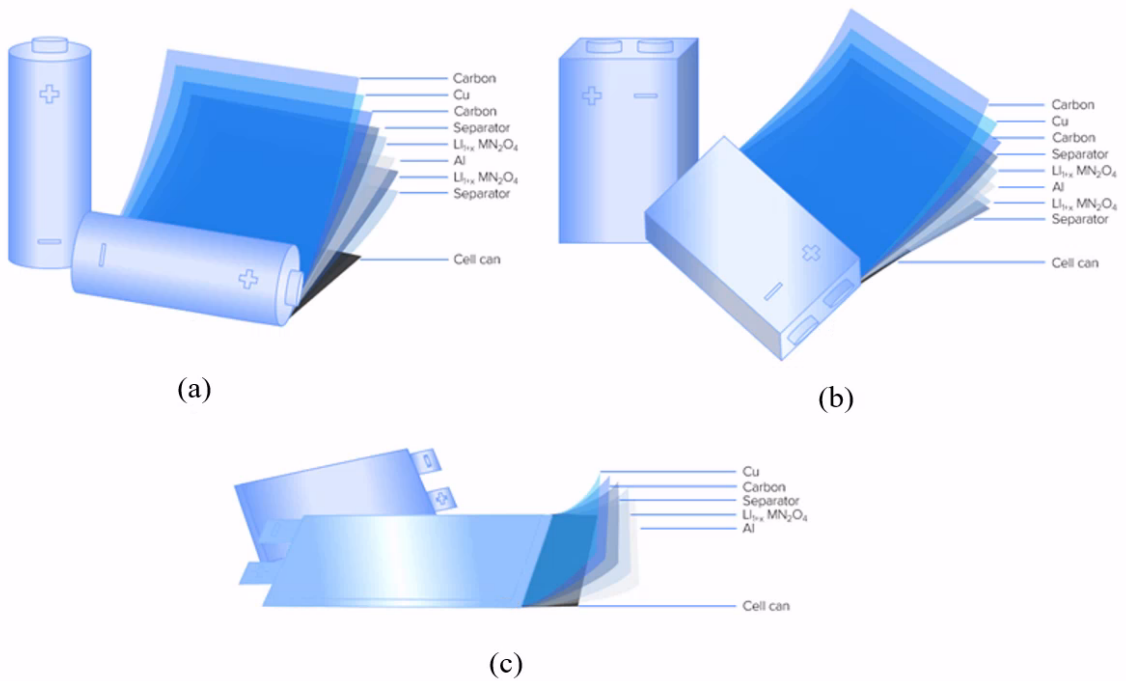 Carbon
Cu
Carbon
Separator
LI₁₊ₓ MN₂O₄
Al
LI₁₊ₓ MN₂O₄
Separator
Cell can
(a)
Carbon
Cu
Carbon
Separator
LI₁₊ₓ MN₂O₄
Al
LI₁₊ₓ MN₂O₄
Separator
Cell can
(b)
Cu
Carbon
Separator
LI₁₊ₓ MN₂O₄
Al
Cell can
(c)